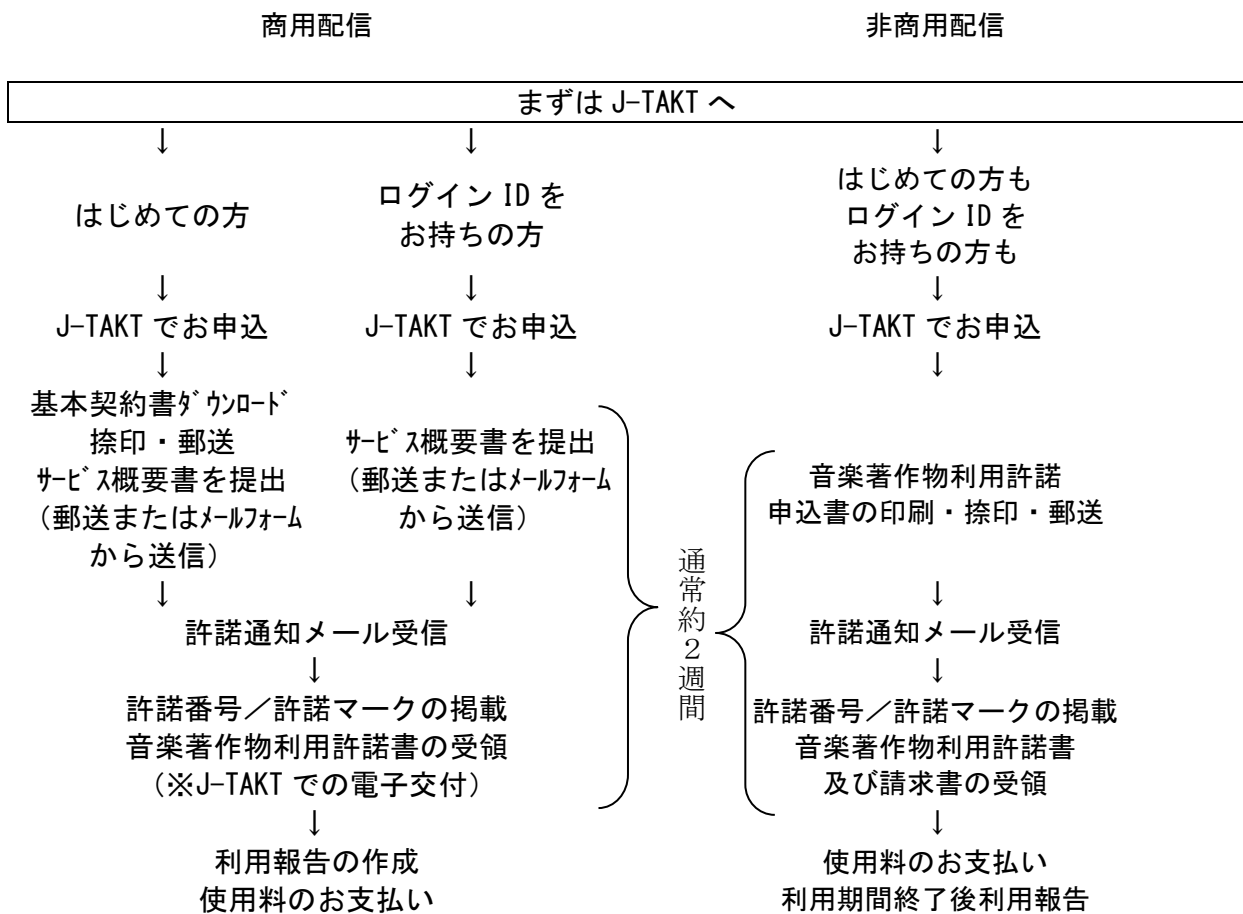 商用配信
非商用配信
まずは J-TAKT へ
↓
↓
↓
はじめての方
ログイン ID を
お持ちの方
はじめての方も
ログイン ID を
お持ちの方も
↓
↓
↓
J-TAKT でお申込
J-TAKT でお申込
J-TAKT でお申込
↓
↓
↓
基本契約書ﾀﾞｳﾝﾛｰﾄﾞ
捺印・郵送
ｻｰﾋﾞｽ概要書を提出
（郵送またはﾒｰﾙﾌｫｰﾑ
から送信）
ｻｰﾋﾞｽ概要書を提出
（郵送またはﾒｰﾙﾌｫｰﾑ
から送信）
音楽著作物利用許諾
申込書の印刷・捺印・郵送
通常約２週間
↓
↓
↓
許諾通知メール受信
許諾通知メール受信
↓
↓
許諾番号／許諾マークの掲載
音楽著作物利用許諾書の受領
（※J-TAKT での電子交付）
許諾番号／許諾マークの掲載
音楽著作物利用許諾書
及び請求書の受領
↓
↓
利用報告の作成
使用料のお支払い
使用料のお支払い
利用期間終了後利用報告